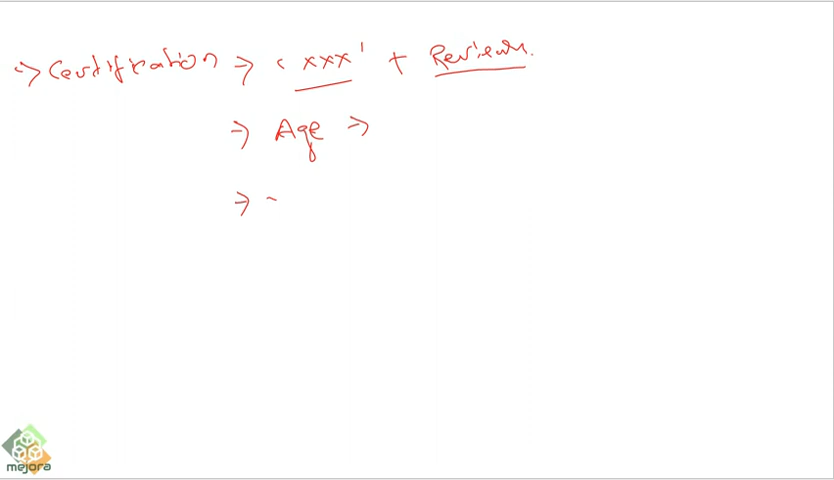 -> Certification -> 'xxx' + Reviews.
-> Age ->
->
mejora